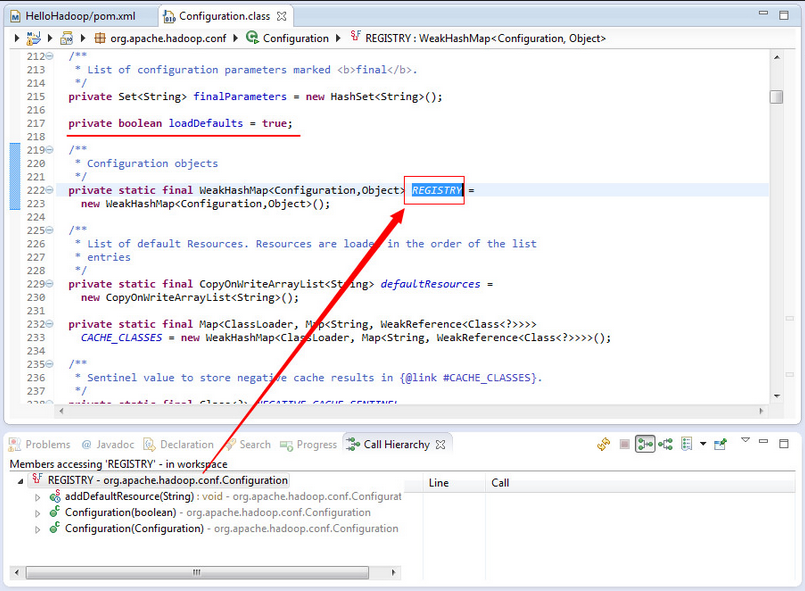 HelloHadoop/pom.xml
Configuration.class
org.apache.hadoop.conf
Configuration
REGISTRY : WeakHashMap<Configuration, Object>
212 /**
213 * List of configuration parameters marked <b>final</b>.
214 */
215 private Set<String> finalParameters = new HashSet<String>();
216
217 private boolean loadDefaults = true;
218
219 /**
220 * Configuration objects
221 */
222 private static final WeakHashMap<Configuration,Object> REGISTRY =
223 new WeakHashMap<Configuration,Object>();
224
225 /**
226 * List of default Resources. Resources are loaded in the order of the list
227 * entries
228 */
229 private static final CopyOnWriteArrayList<String> defaultResources =
230 new CopyOnWriteArrayList<String>();
231
232 private static final Map<ClassLoader, Map<String, WeakReference<Class<?>>>>
233 CACHE_CLASSES = new WeakHashMap<ClassLoader, Map<String, WeakReference<Class<?>>>>();
234
235 /**
236 * Sentinel value to store negative cache results in {@link #CACHE_CLASSES}.
237 */
238 private static final Class<?> NEGATIVE_CACHE_SENTINEL
Problems
@ Javadoc
Declaration
Search
Progress
Call Hierarchy
Members accessing 'REGISTRY' - in workspace
REGISTRY - org.apache.hadoop.conf.Configuration
addDefaultResource(String) : void - org.apache.hadoop.conf.Configurat
Configuration(boolean) - org.apache.hadoop.conf.Configuration
Configuration(Configuration) - org.apache.hadoop.conf.Configuration
Line
Call